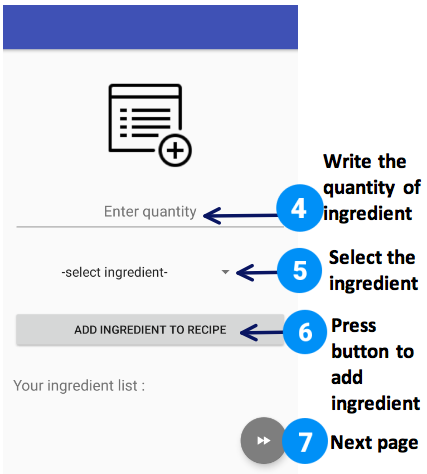 Write the
quantity of
Enter quantity
4
ingredient
Select the
-select ingredient-
5
ingredient
ADD INGREDIENT TO RECIPE
6
Press
button to
add
ingredient
Your ingredient list :
7
Next page